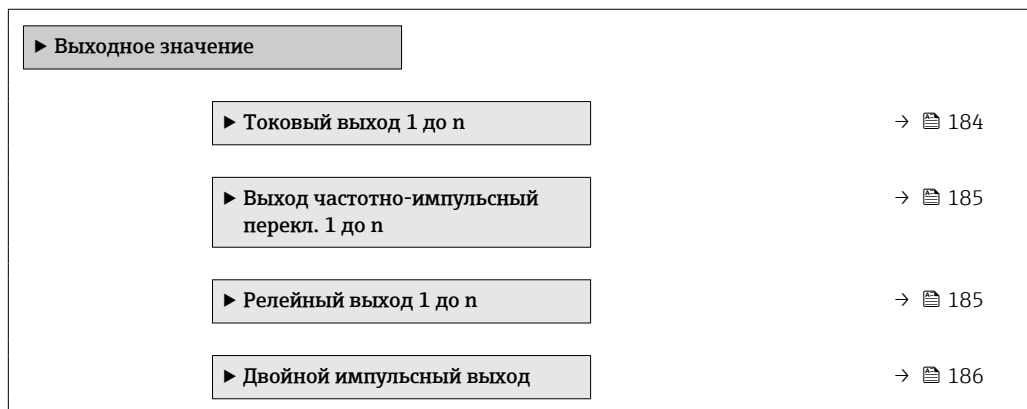 ► Выходное значение
► Токовый выход 1 до n → 184
► Выход частотно-импульсный → 185
перекл. 1 до n
► Релейный выход 1 до n → 185
► Двойной импульсный выход → 186